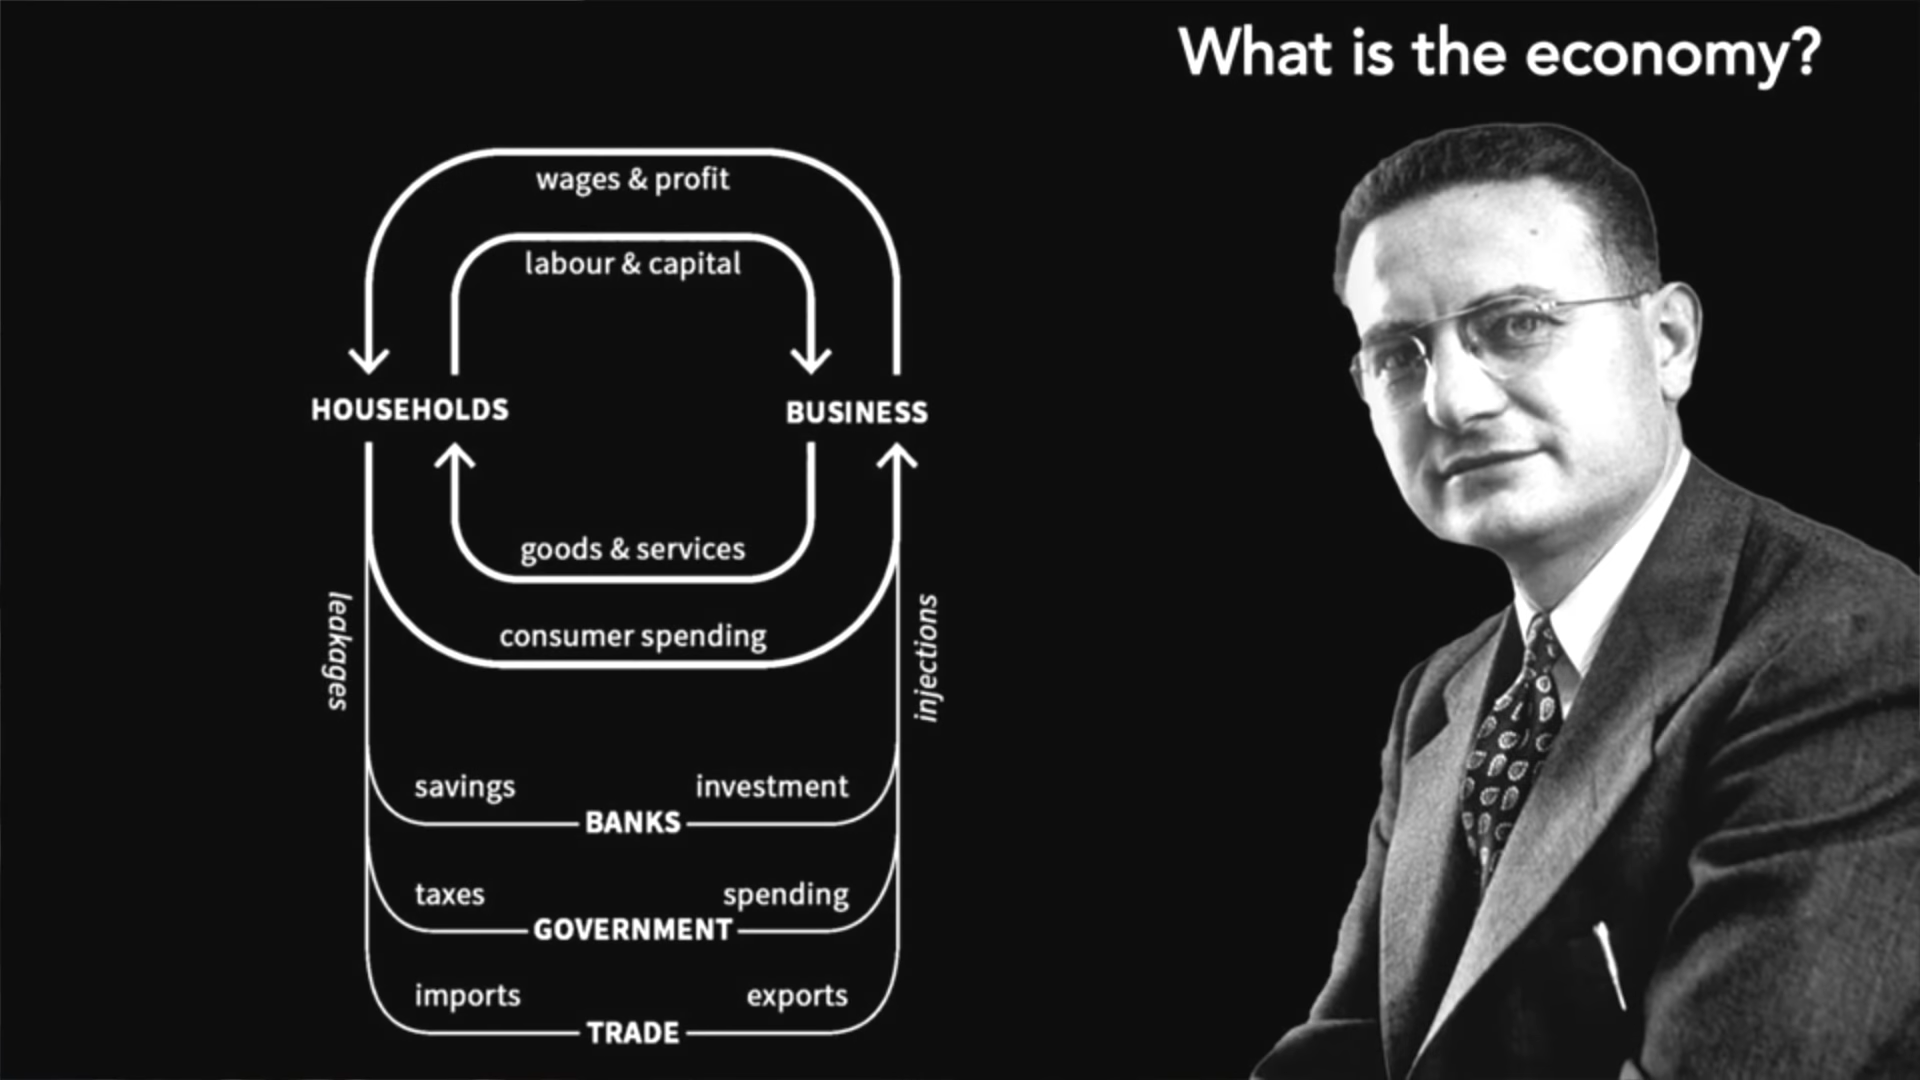 What is the economy?
wages & profit
labour & capital
HOUSEHOLDS
BUSINESS
goods & services
consumer spending
leakages
injections
savings
investment
BANKS
taxes
spending
GOVERNMENT
imports
exports
TRADE